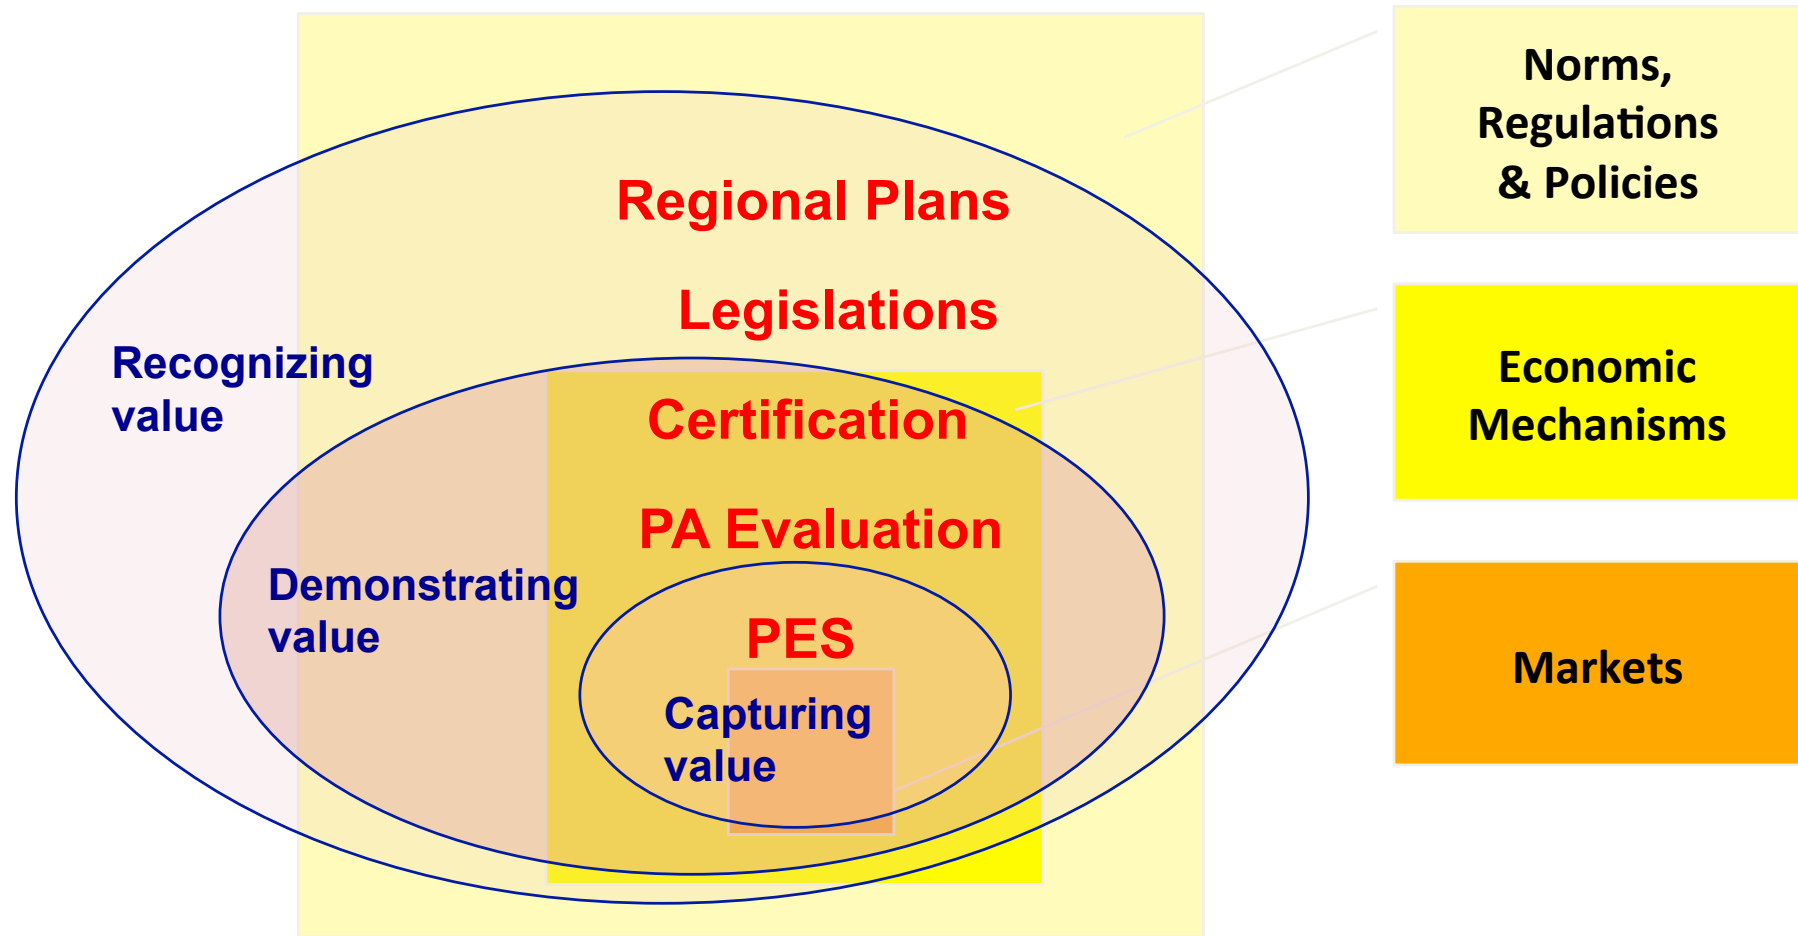 Regional Plans
Legislations
Recognizing
value
Certification
PA Evaluation
Demonstrating
value
PES
Capturing
value
Norms,
Regulations
& Policies
Economic
Mechanisms
Markets